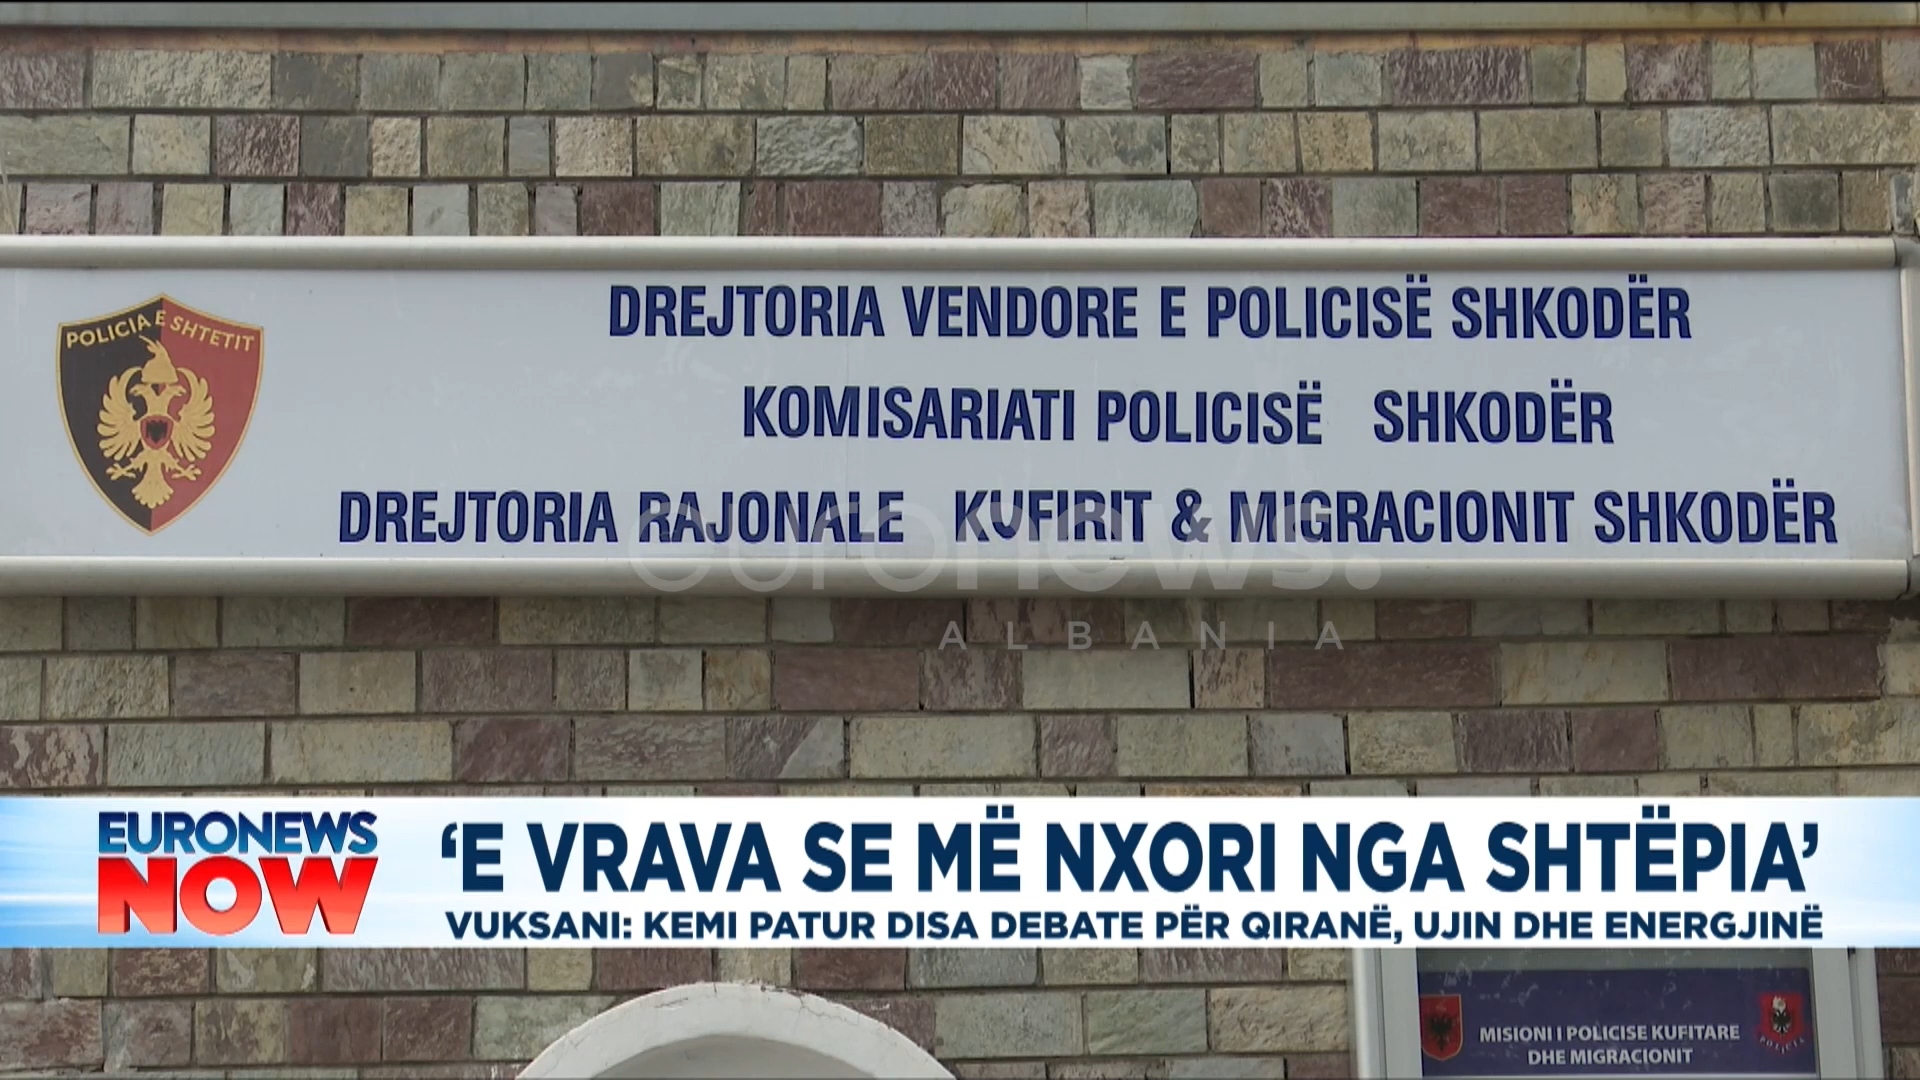 POLICIA E SHTETIT
DREJTORIA VENDORE E POLICISË SHKODËR
KOMISARIATI POLICISË SHKODËR
DREJTORIA RAJONALE KUFIRIT & MIGRACIONIT SHKODËR
euronews.
ALBANIA
EURONEWS
NOW
‘E VRAVA SE MË NXORI NGA SHTËPIA’
VUKSANI: KEMI PATUR DISA DEBATE PËR QIRANË, UJIN DHE ENERGJINË
MISIONI I POLICISE KUFITARE
DHE MIGRACIONIT
POLICIA